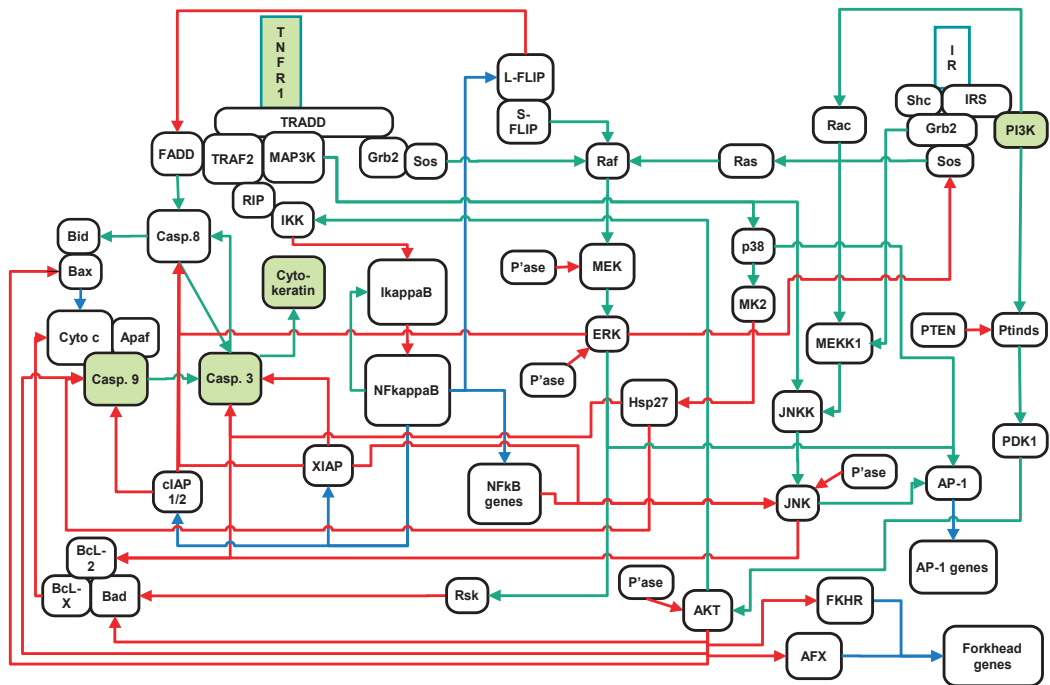 T
N
F
R
1
I
R
L-FLIP
Shc
IRS
S-
FLIP
TRADD
Rac
Grb2
PI3K
FADD
TRAF2
MAP3K
Grb2
Sos
Raf
Ras
Sos
RIP
IKK
Bid
Casp.8
p38
Bax
Cyto-
keratin
IkappaB
P'ase
MEK
MK2
Cyto c
Apaf
ERK
MEKK1
PTEN
Ptinds
Casp. 9
Casp. 3
NFkappaB
P'ase
Hsp27
JNKK
PDK1
XIAP
P'ase
cIAP
1/2
NFkB
genes
JNK
AP-1
BcL-
2
AP-1 genes
BcL-
X
Bad
Rsk
P'ase
AKT
FKHR
AFX
Forkhead
genes